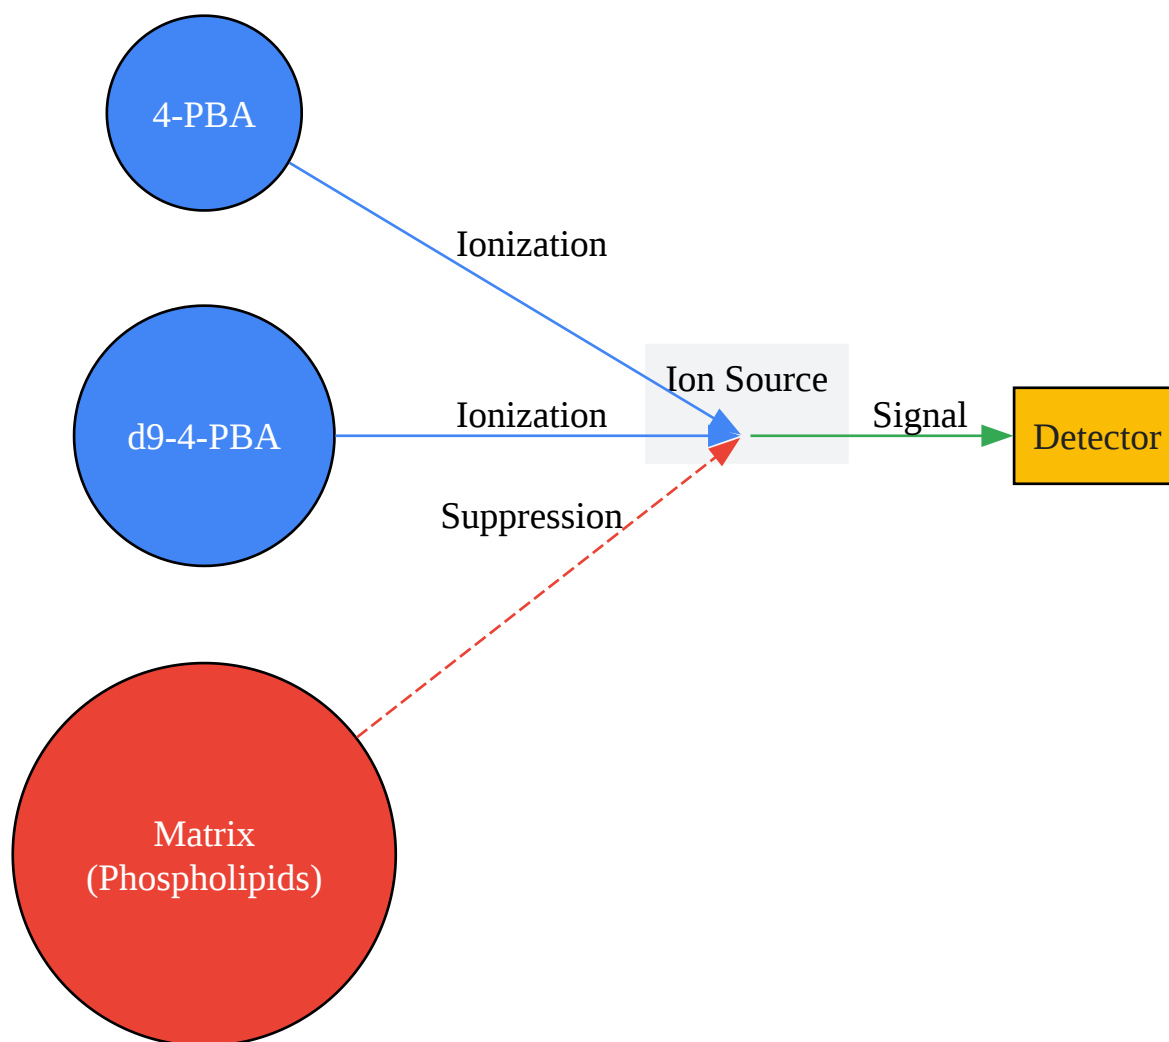 4-PBA
Ionization
Ion Source
d9-4-PBA
Ionization
Signal
Detector
Suppression
Matrix
(Phospholipids)